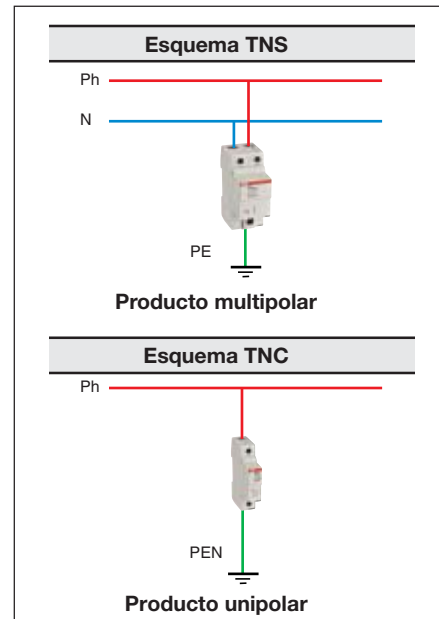 Esquema TNS
Ph
N
PE
Producto multipolar
Esquema TNC
Ph
PEN
Producto unipolar